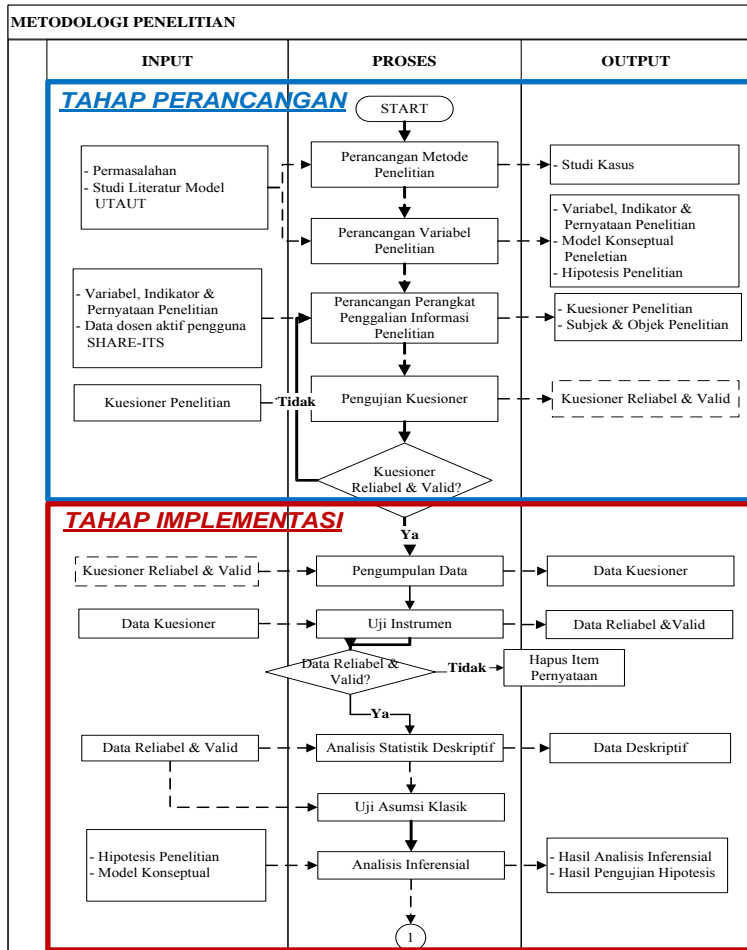 METODOLOGI PENELITIAN
INPUT
PROSES
OUTPUT
TAHAP PERANCANGAN
START
- Permasalahan
- Studi Literatur Model
UTAUT
Perancangan Metode
Penelitian
- Studi Kasus
Perancangan Variabel
Penelitian
- Variabel, Indikator &
Pernyataan Penelitian
- Model Konseptual
Peneletian
- Hipotesis Penelitian
- Variabel, Indikator &
Pernyataan Penelitian
- Data dosen aktif pengguna
SHARE-ITS
Perancangan Perangkat
Penggalian Informasi
Penelitian
- Kuesioner Penelitian
- Subjek & Objek Penelitian
Kuesioner Penelitian
Tidak
Pengujian Kuesioner
Kuesioner Reliabel & Valid
Kuesioner
Reliabel & Valid?
TAHAP IMPLEMENTASI
Ya
Kuesioner Reliabel & Valid
Pengumpulan Data
Data Kuesioner
Data Kuesioner
Uji Instrumen
Data Reliabel &Valid
Data Reliabel &
Valid?
Tidak
Hapus Item
Pernyataan
Ya
Data Reliabel & Valid
Analisis Statistik Deskriptif
Data Deskriptif
Uji Asumsi Klasik
- Hipotesis Penelitian
- Model Konseptual
Analisis Inferensial
- Hasil Analisis Inferensial
- Hasil Pengujian Hipotesis
1